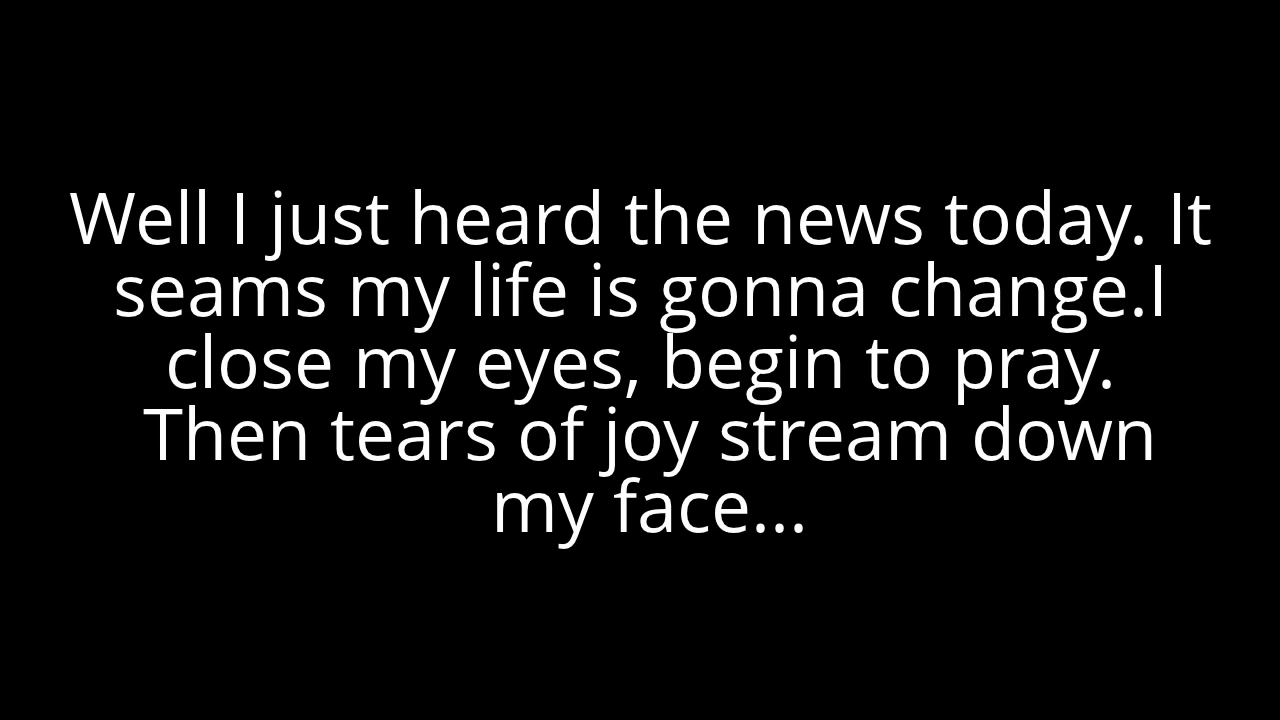 Well I just heard the news today. It
seams my life is gonna change.I
close my eyes, begin to pray.
Then tears of joy stream down
my face...